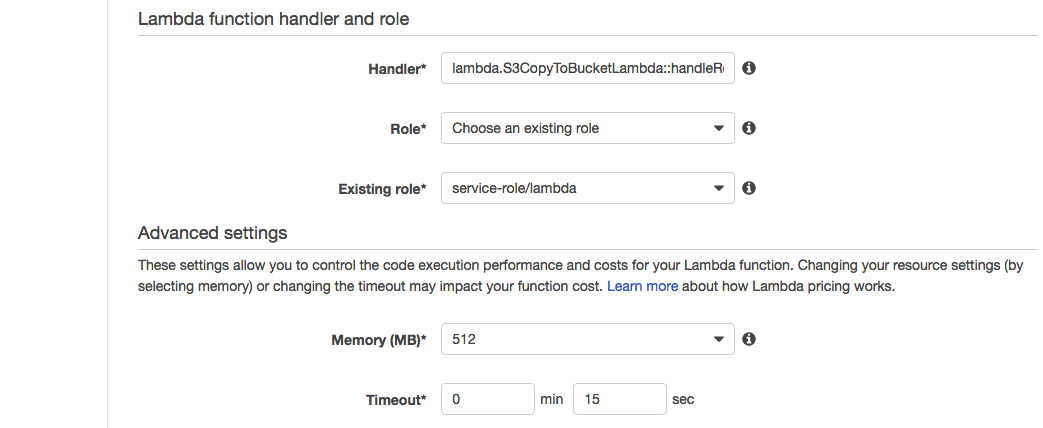 Lambda function handler and role
Handler* lambda.S3CopyToBucketLambda::handleR
Role* Choose an existing role
Existing role* service-role/lambda
Advanced settings
These settings allow you to control the code execution performance and costs for your Lambda function. Changing your resource settings (by
selecting memory) or changing the timeout may impact your function cost. Learn more about how Lambda pricing works.
Memory (MB)* 512
Timeout* 0 min 15 sec